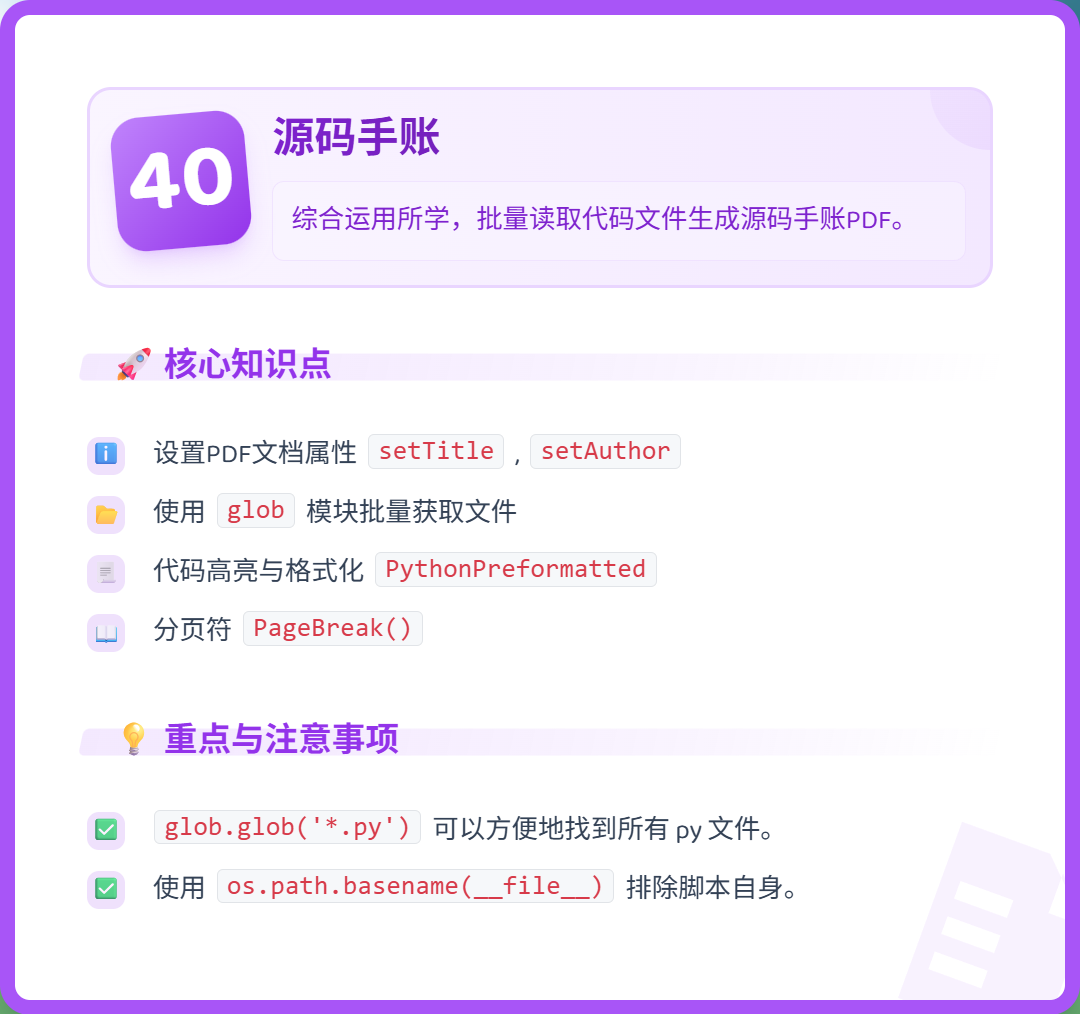 40
源码手账
综合运用所学，批量读取代码文件生成源码手账PDF。
🚀 核心知识点
设置PDF文档属性 setTitle , setAuthor
使用 glob 模块批量获取文件
代码高亮与格式化 PythonPreformatted
分页符 PageBreak()
💡 重点与注意事项
glob.glob('*.py') 可以方便地找到所有 py 文件。
使用 os.path.basename(__file__) 排除脚本自身。